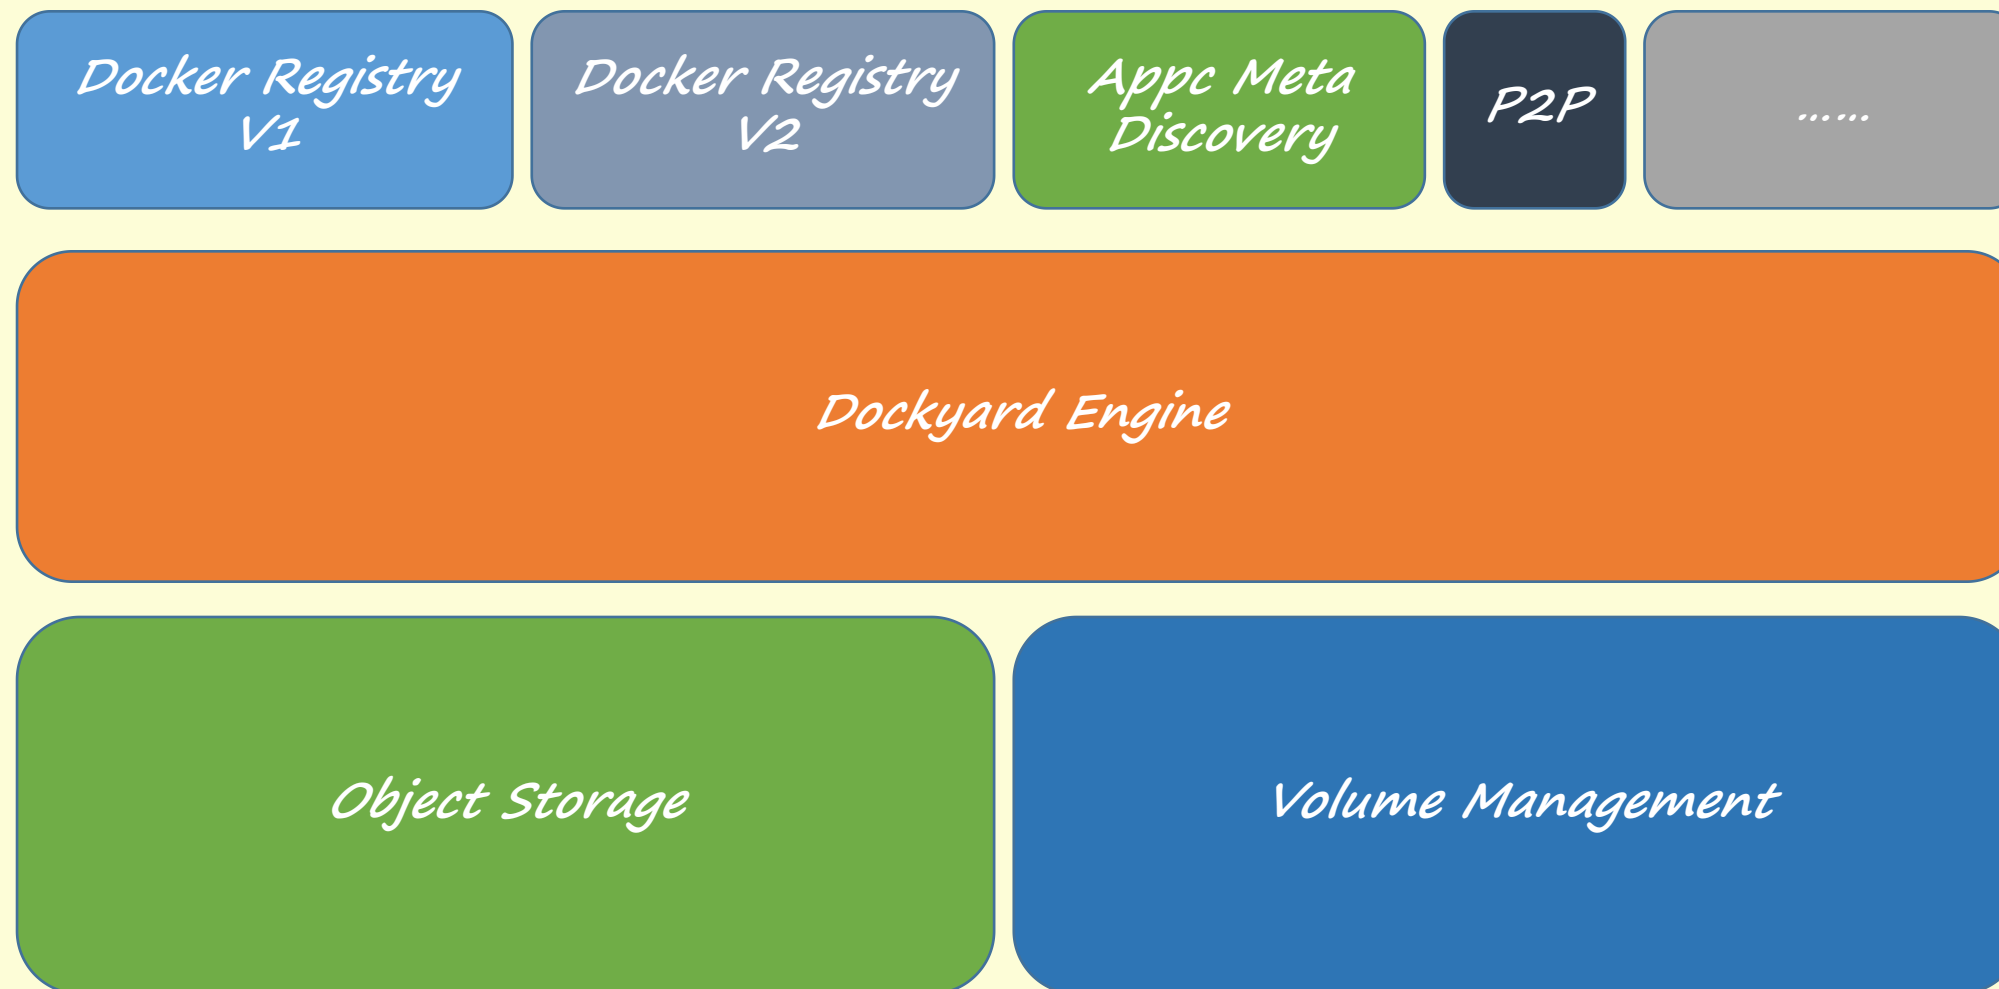 Docker Registry
V1
Docker Registry
V2
Appc Meta
Discovery
P2P
......
Dockyard Engine
Object Storage
Volume Management